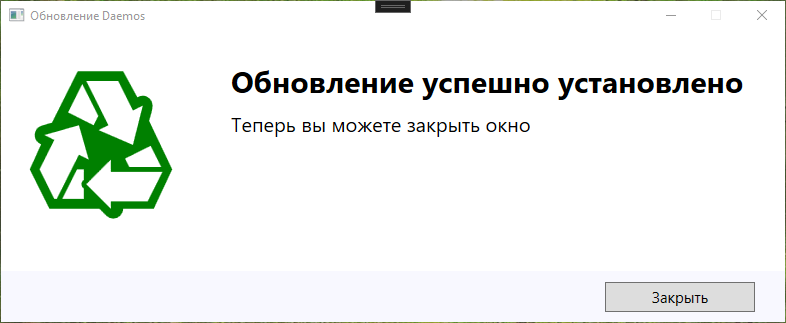 Обновление Daemos
Обновление успешно установлено
Теперь вы можете закрыть окно
Закрыть